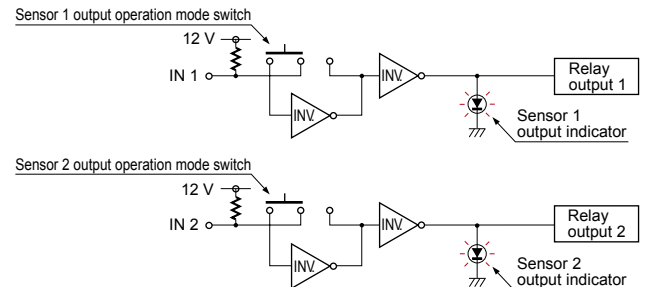 Sensor 1 output operation mode switch
12 V
IN 1
INV.
INV.
Relay
output 1
Sensor 1
output indicator
Sensor 2 output operation mode switch
12 V
IN 2
INV.
INV.
Relay
output 2
Sensor 2
output indicator